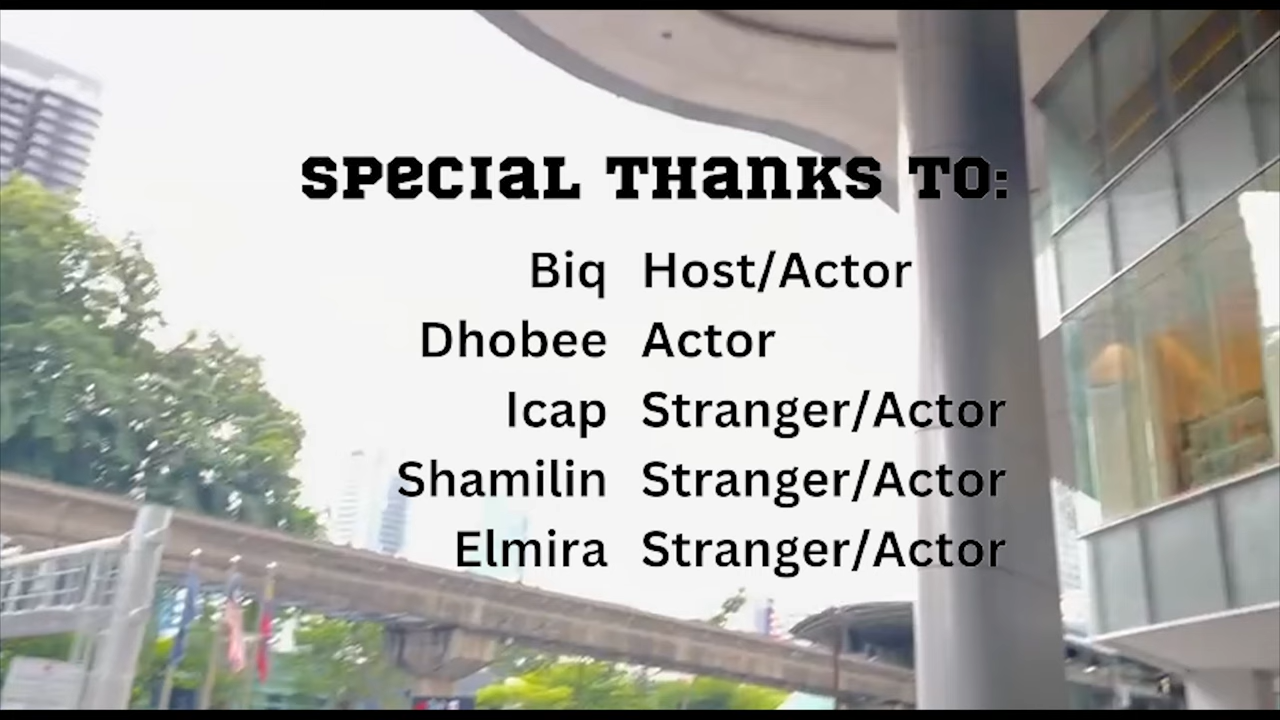 SPECIAL THANKS TO:
Biq Host/Actor
Dhobee Actor
Icap Stranger/Actor
Shamilin Stranger/Actor
Elmira Stranger/Actor